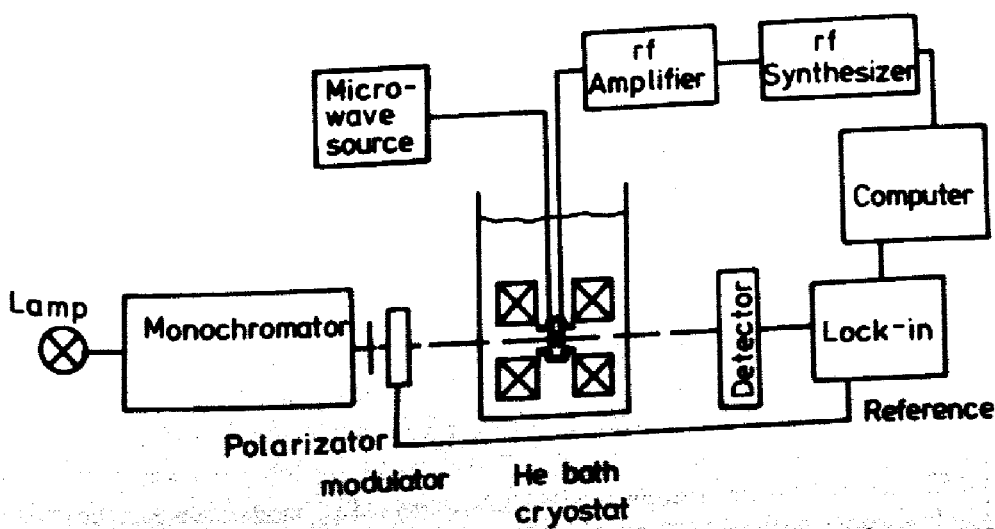 rf
Amplifier
rf
Synthesizer
Micro-
wave
source
Computer
Lamp
Monochromator
Detector
Lock-in
Reference
Polarizator
modulator
He bath
cryostat